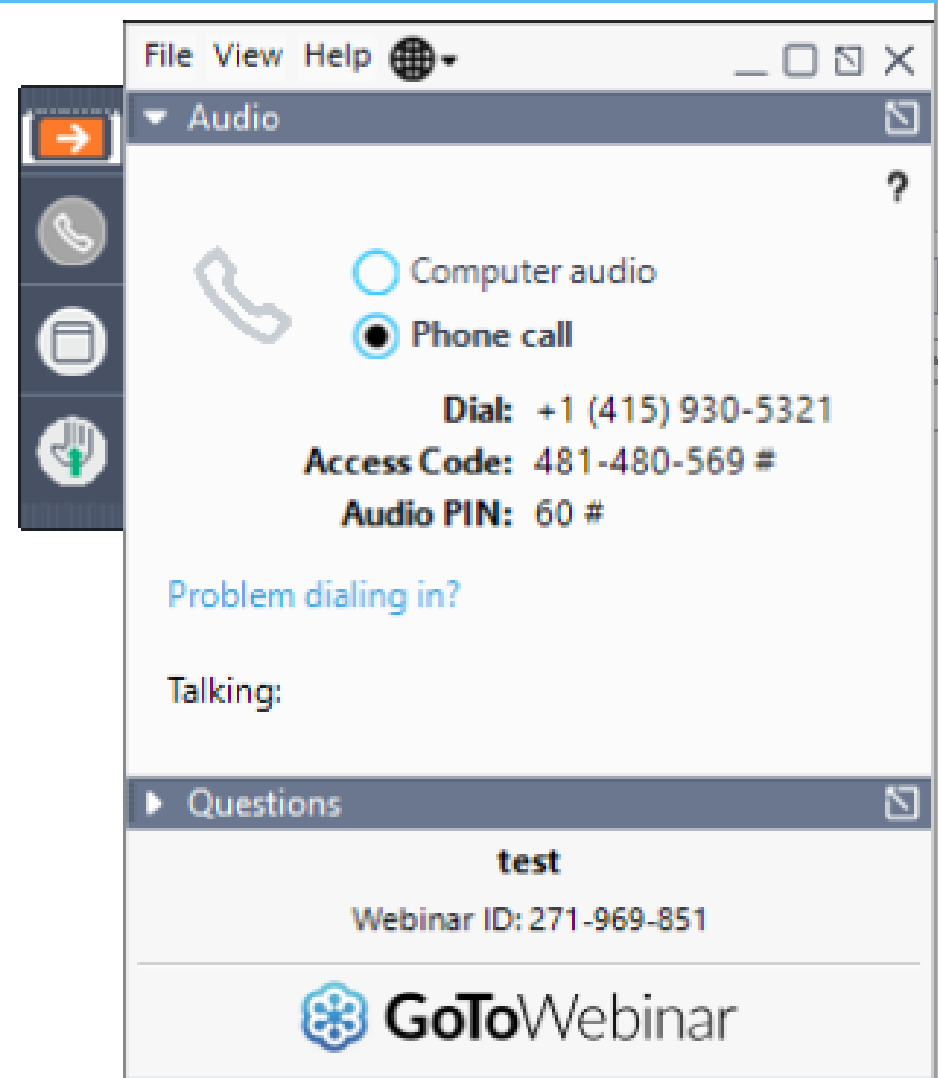 File View Help
Audio
?
Computer audio
Phone call
Dial: +1 (415) 930-5321
Access Code: 481-480-569 #
Audio PIN: 60 #
Problem dialing in?
Talking:
Questions
test
Webinar ID: 271-969-851
GoToWebinar